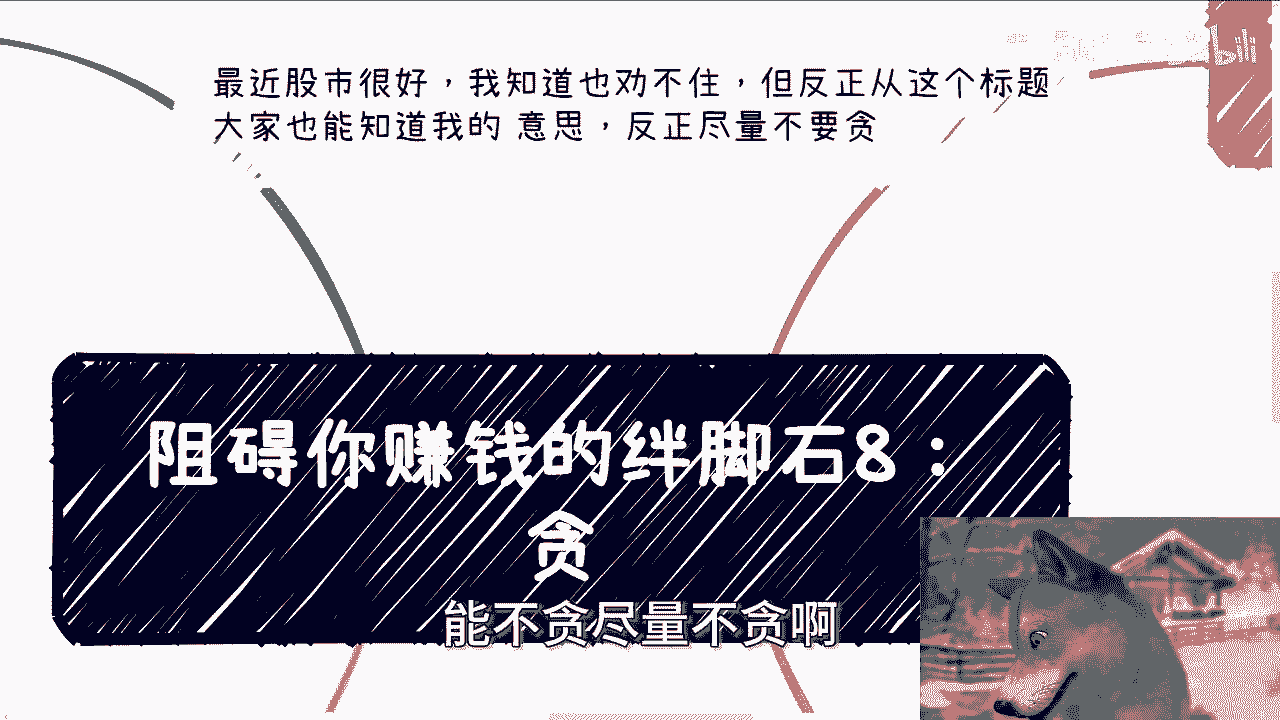 最近股市很好，我知道也劝不住，但反正从这个标题
大家也能知道我的 意思，反正尽量不要贪
阻碍你赚钱的绊脚石8：
贪
能不贪尽量不贪啊